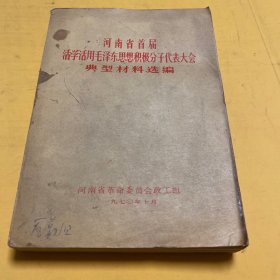 河南省首届
活学活用毛泽东思想积极分子代表大会
典型材料选编
河南省革命委员会政工组
一九七〇年十月